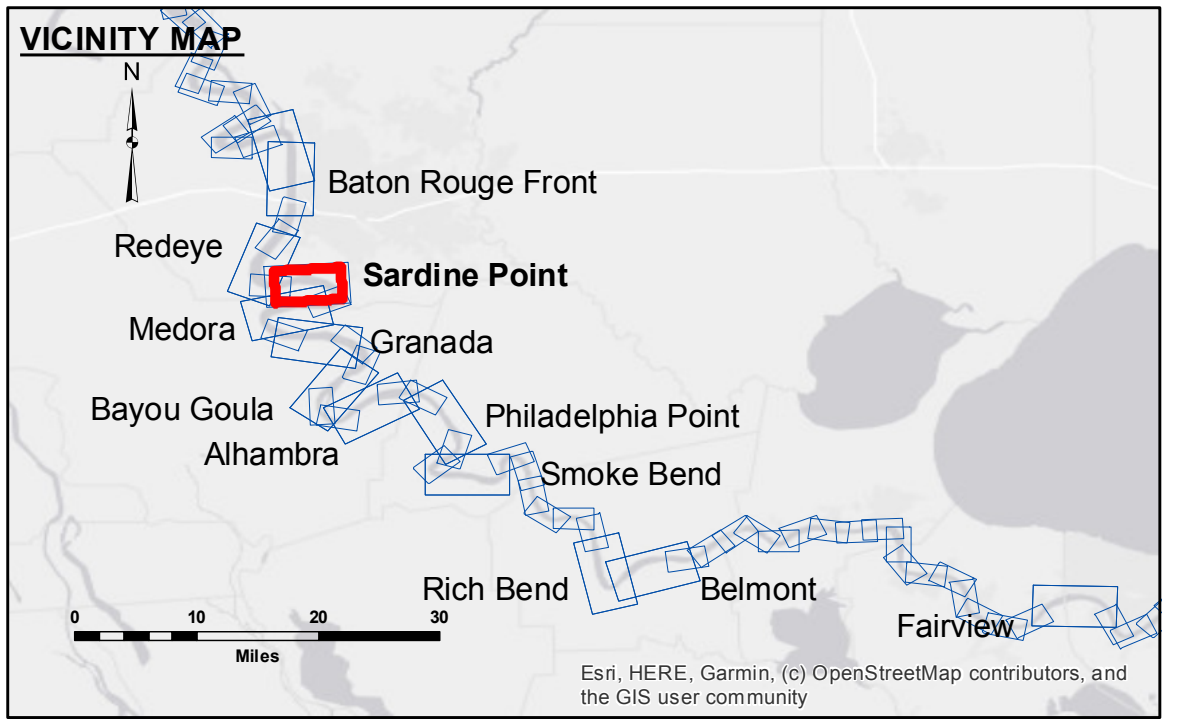 VICINITY MAP
N
Baton Rouge Front
Redeye
Sardine Point
Medora
Granada
Bayou Goula
Philadelphia Point
Alhambra
Smoke Bend
Rich Bend
Belmont
Fairview
0 10 20 30
Miles
Esri, HERE, Garmin, (c) OpenStreetMap contributors, and
the GIS user community